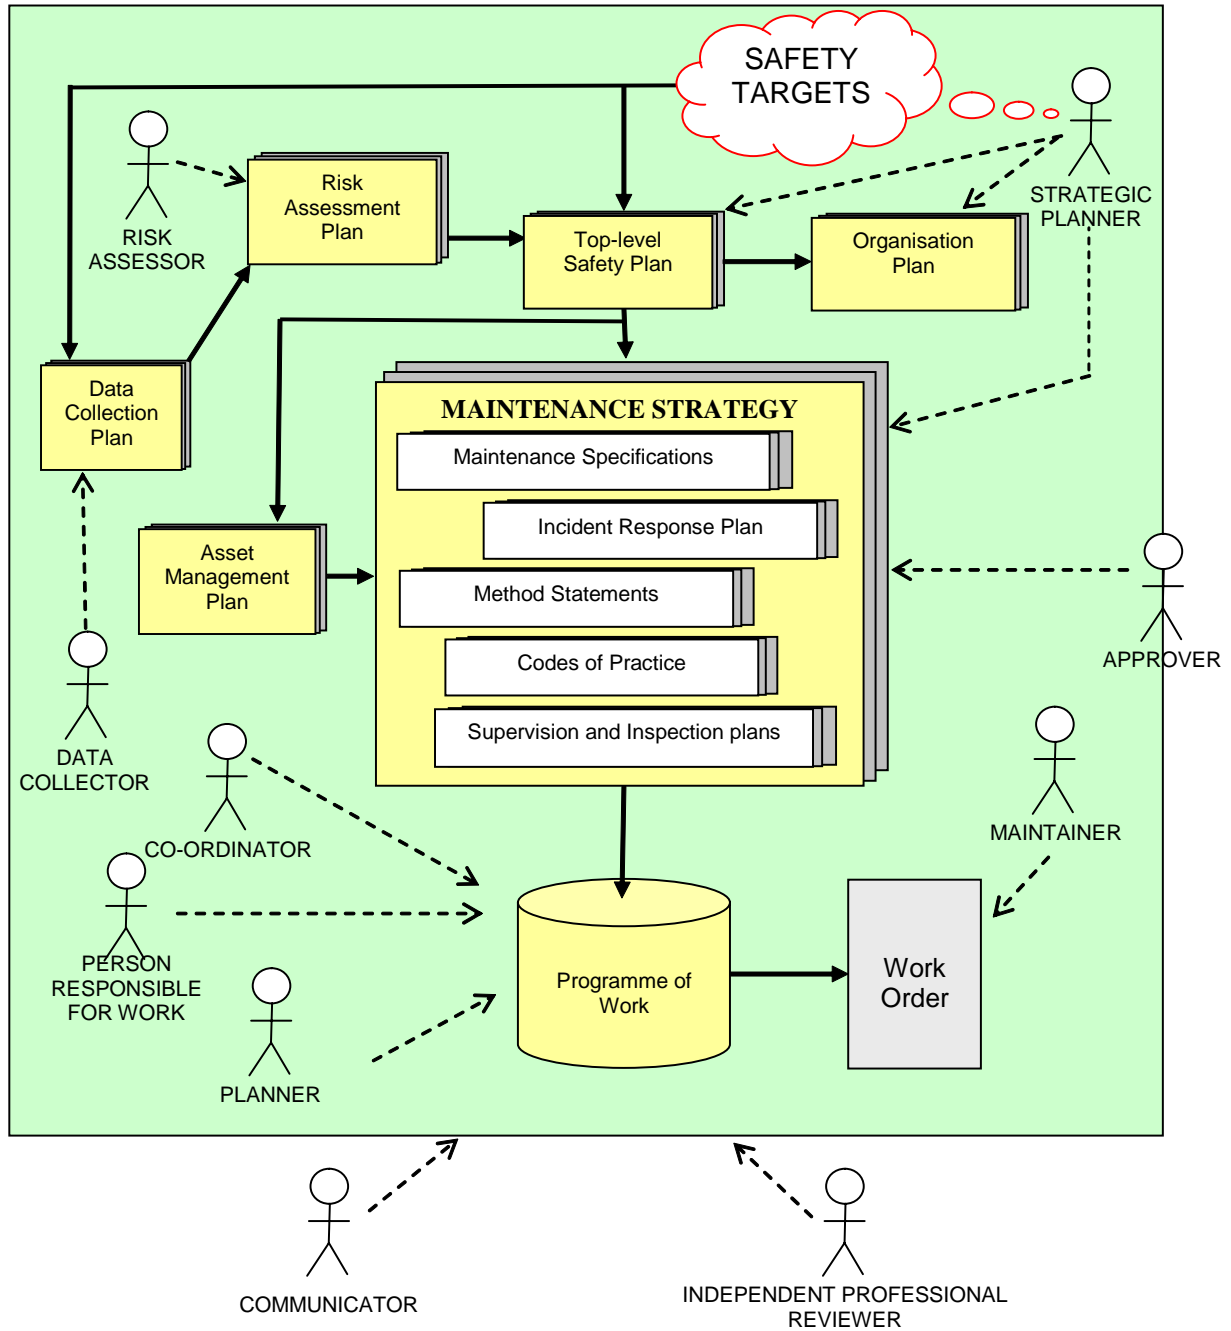 SAFETY
TARGETS
RISK
ASSESSOR
Risk
Assessment
Plan
Top-level
Safety Plan
Organisation
Plan
STRATEGIC
PLANNER
Data
Collection
Plan
MAINTENANCE STRATEGY
Maintenance Specifications
Incident Response Plan
Method Statements
Codes of Practice
Supervision and Inspection plans
Asset
Management
Plan
APPROVER
DATA
COLLECTOR
CO-ORDINATOR
MAINTAINER
PERSON
RESPONSIBLE
FOR WORK
Programme of
Work
Work
Order
PLANNER
COMMUNICATOR
INDEPENDENT PROFESSIONAL
REVIEWER